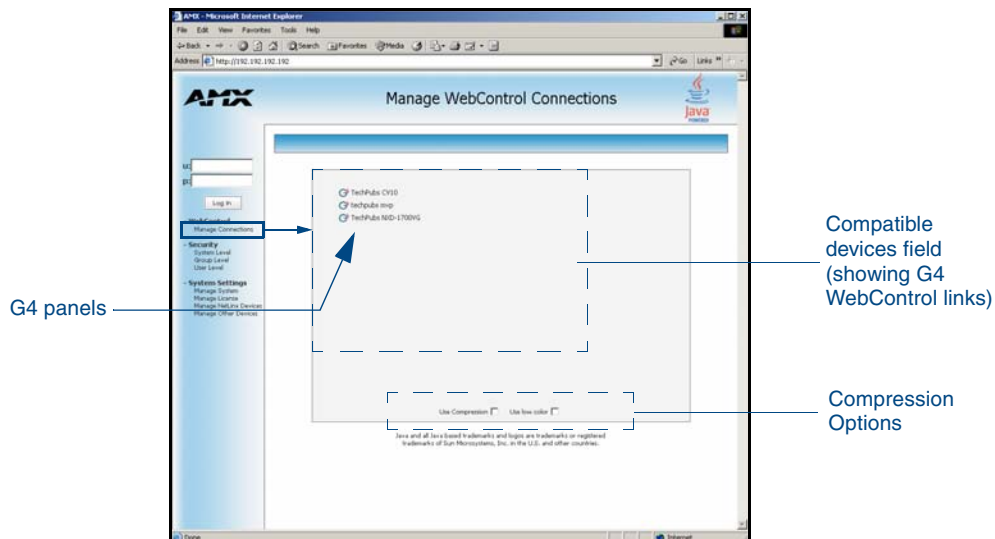 AMX - Microsoft Internet Explorer
File Edit View Favorites Tools Help
Back Search Favorites Media
Address http://192.192.192.192 Go Links »
AMX
Manage WebControl Connections
Java
POWERED
u:
p:
Log In
WebControl
Manage Connections
- Security
System Level
Group Level
User Level
- System Settings
Manage System
Manage License
Manage NetLinx Devices
Manage Other Devices
TechPubs CV10
techpubs mvp
TechPubs NXD-1700VG
G4 panels
Compatible
devices field
(showing G4
WebControl links)
Use Compression Use low color
Compression
Options
Java and all Java based trademarks and logos are trademarks or registered
trademarks of Sun Microsystems, Inc. in the U.S. and other countries.
Done Internet